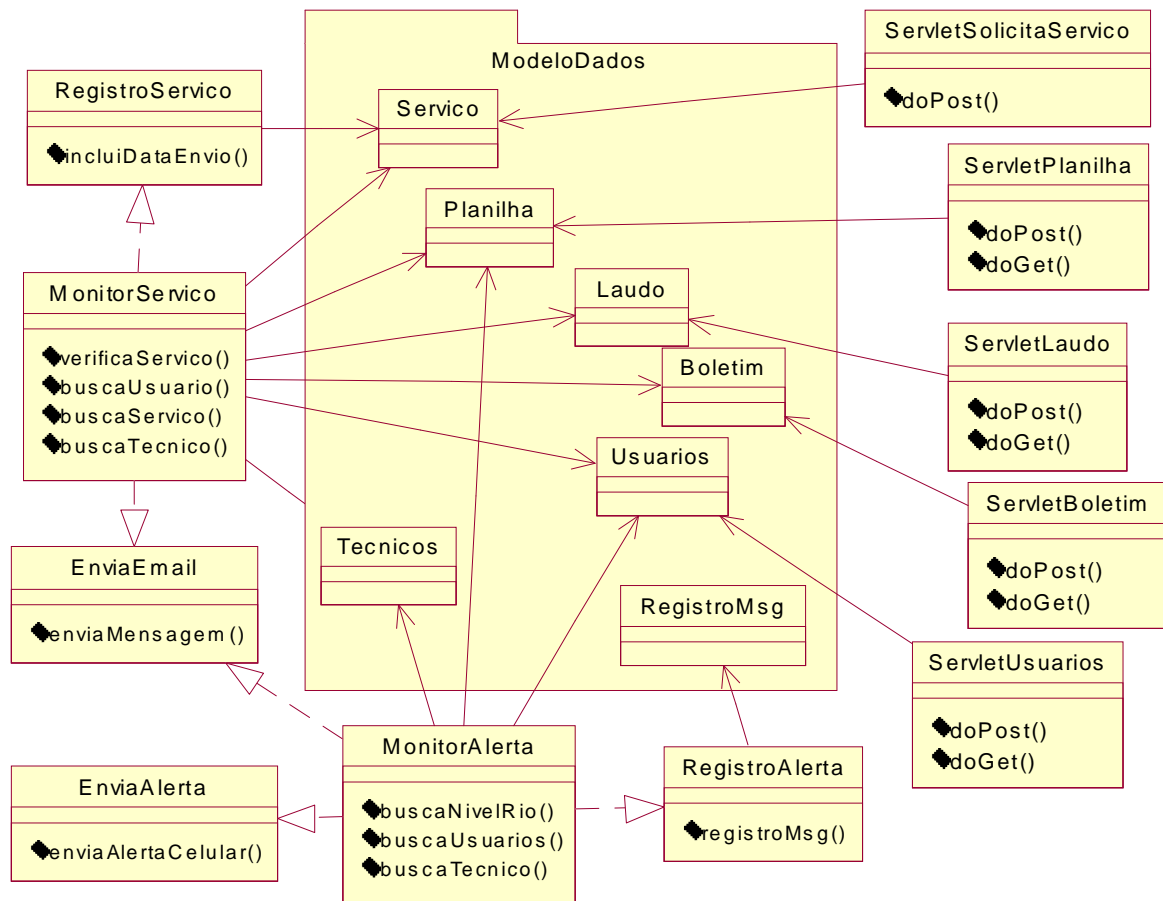 ModeloDados
RegistroServico
incluiDataEnvio()
Servico
ServletSolicitaServico
doPost()
Planilha
ServletPlanilha
doPost()
doGet()
MonitorServico
verificaServico()
buscaUsuario()
buscaServico()
buscaTecnico()
Laudo
ServletLaudo
doPost()
doGet()
Boletim
Usuarios
ServletBoletim
doPost()
doGet()
EnviaEmail
enviaMensagem()
Tecnicos
RegistroMsg
ServletUsuarios
doPost()
doGet()
EnviaAlerta
enviaAlertaCelular()
MonitorAlerta
buscaNivelRio()
buscaUsuarios()
buscaTecnico()
RegistroAlerta
registroMsg()